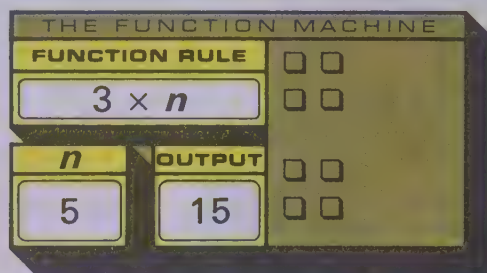 THE FUNCTION MACHINE
FUNCTION RULE
3 × n
n OUTPUT
5 15